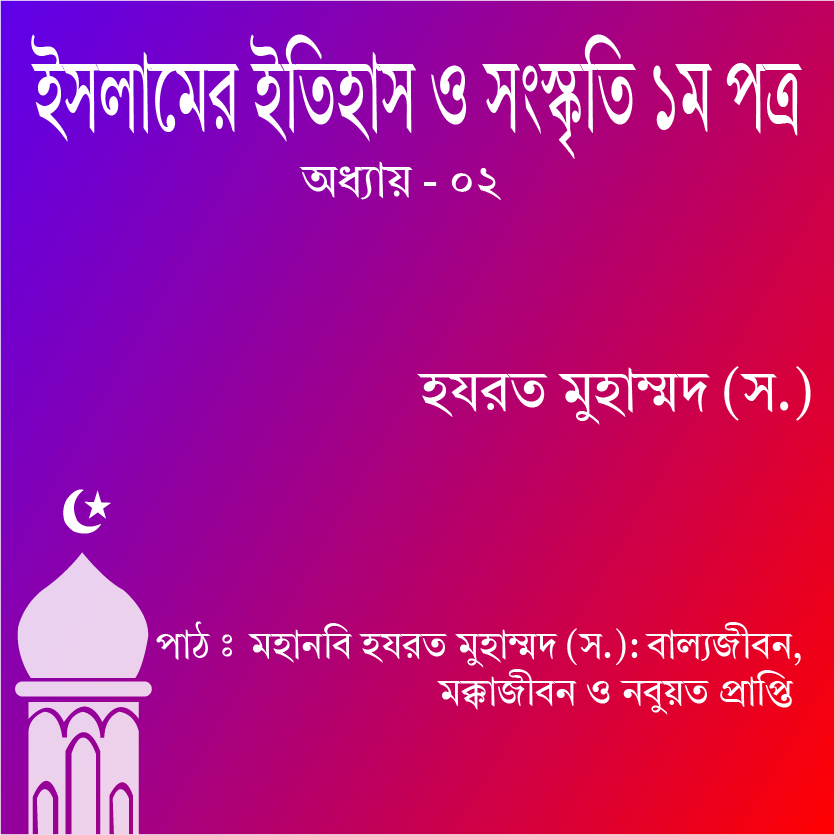 ইসলামের ইতিহাস ও সংস্কৃতি ১ম পত্র
অধ্যায় - ০২
হযরত মুহাম্মদ (স.)
পাঠ ঃ মহানবি হযরত মুহাম্মদ (স.): বাল্যজীবন,
মক্কাজীবন ও নবুয়ত প্রাপ্তি